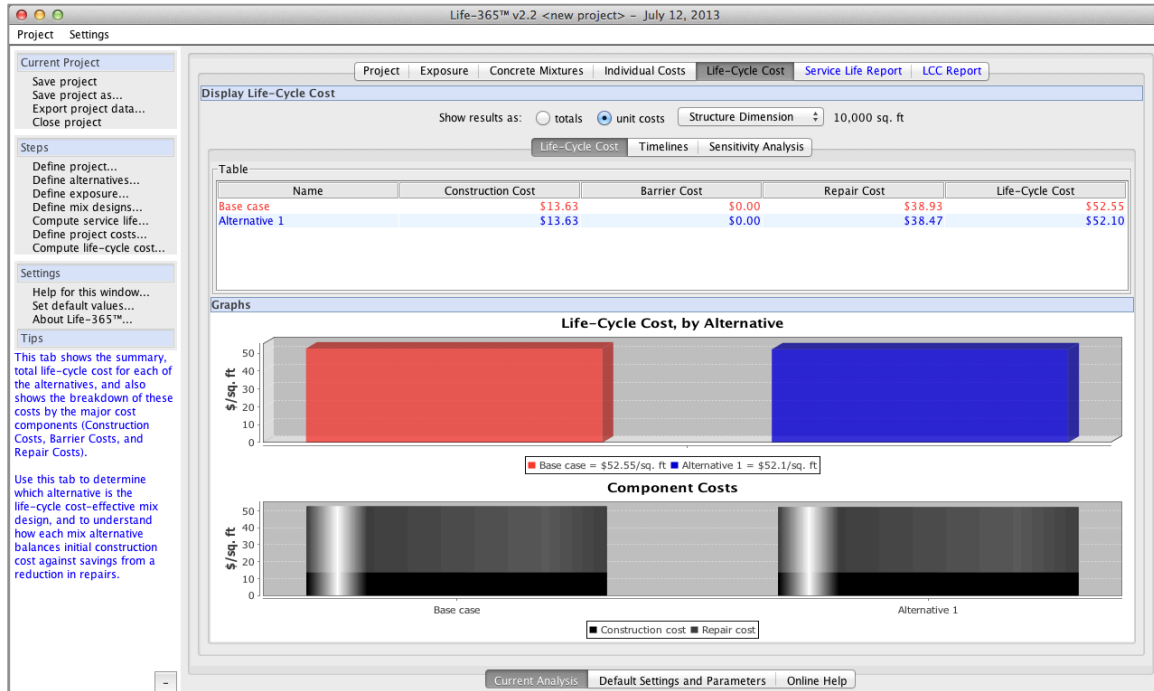 Life-365™ v2.2 <new project> – July 12, 2013
Project Settings
Current Project
Save project
Save project as...
Export project data...
Close project
Steps
Define project...
Define alternatives...
Define exposure...
Define mix designs...
Compute service life...
Define project costs...
Compute life-cycle cost...
Settings
Help for this window...
Set default values...
About Life-365™...
Tips
This tab shows the summary,
total life-cycle cost for each of
the alternatives, and also
shows the breakdown of these
costs by the major cost
components (Construction
Costs, Barrier Costs, and
Repair Costs).
Use this tab to determine
which alternative is the
life-cycle cost-effective mix
design, and to understand
how each mix alternative
balances initial construction
cost against savings from a
reduction in repairs.
–
Project Exposure Concrete Mixtures Individual Costs Life-Cycle Cost Service Life Report LCC Report
Display Life-Cycle Cost
Show results as: totals unit costs Structure Dimension 10,000 sq. ft
Life-Cycle Cost Timelines Sensitivity Analysis
Table
Name Construction Cost Barrier Cost Repair Cost Life-Cycle Cost
Base case $13.63 $0.00 $38.93 $52.55
Alternative 1 $13.63 $0.00 $38.47 $52.10
Graphs
Life-Cycle Cost, by Alternative
$/sq. ft
50
40
30
20
10
0
Base case = $52.55/sq. ft Alternative 1 = $52.1/sq. ft
Component Costs
$/sq. ft
50
40
30
20
10
0
Base case Alternative 1
Construction cost Repair cost
Current Analysis Default Settings and Parameters Online Help